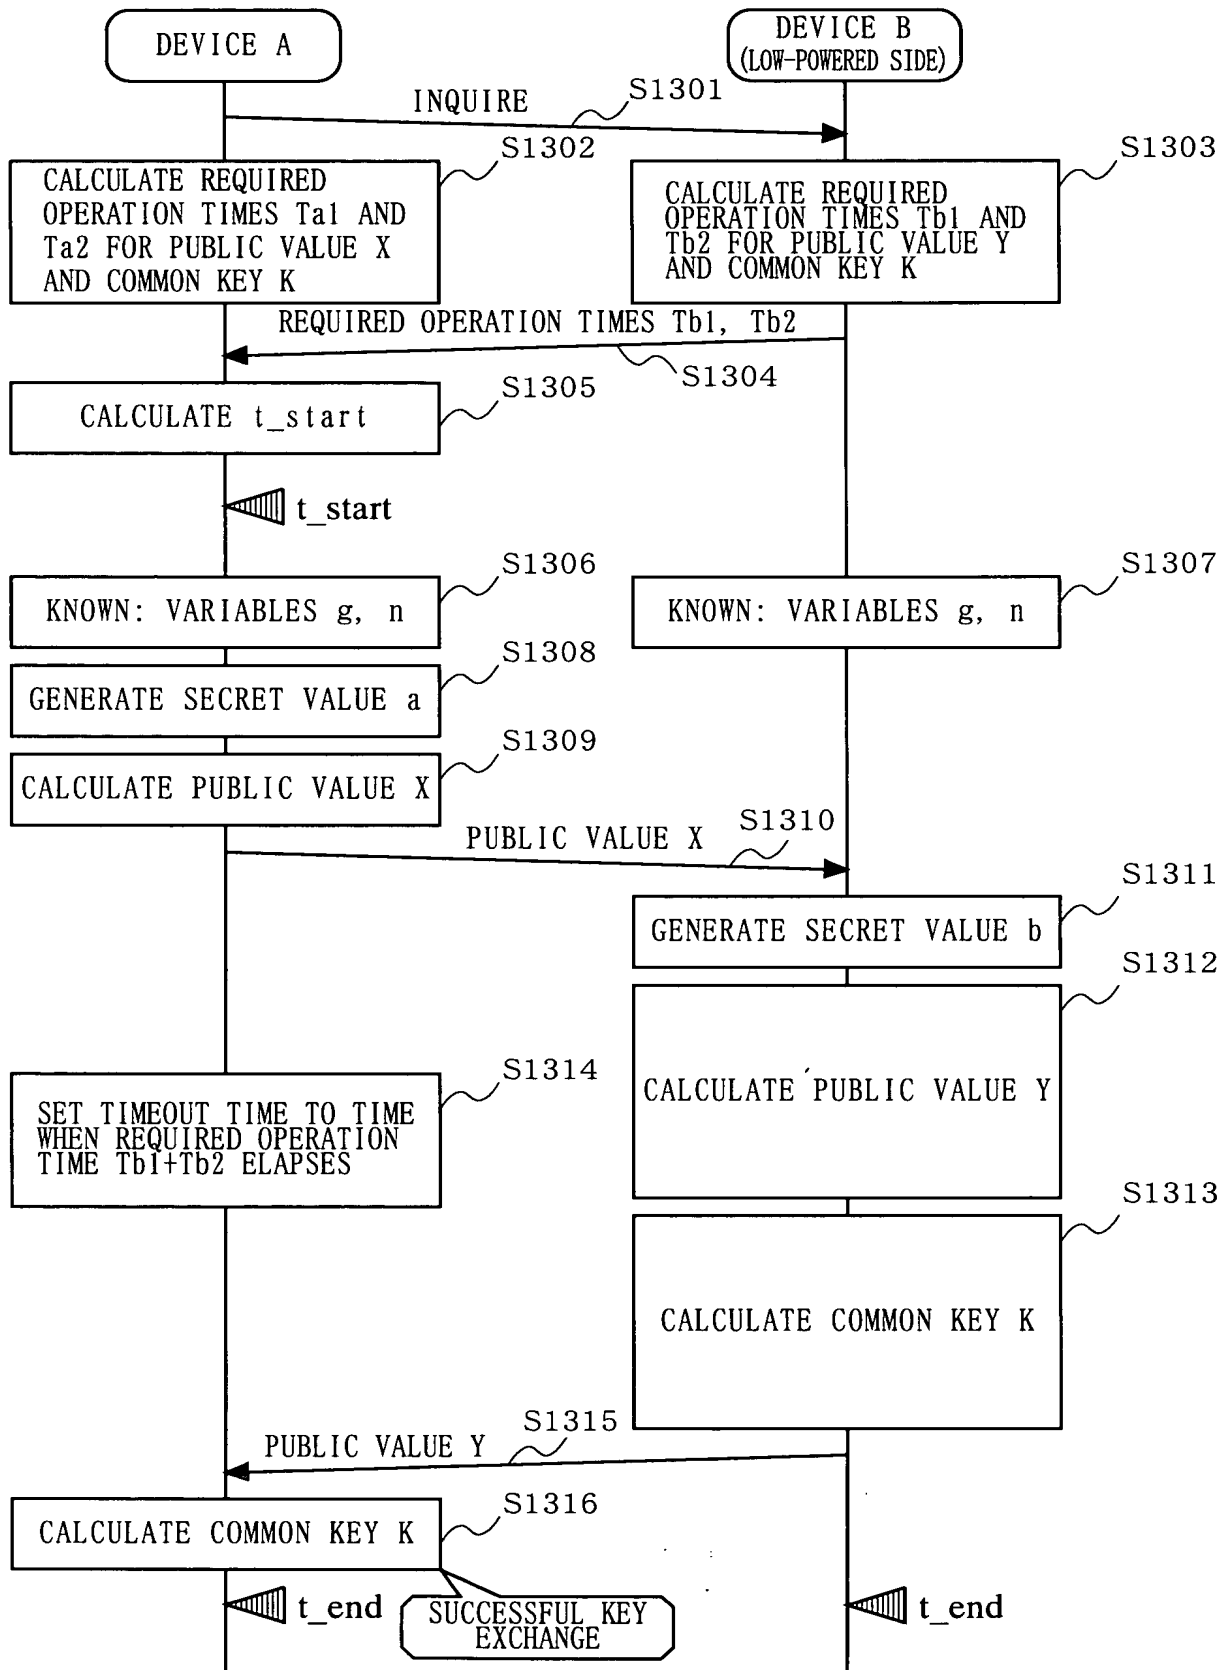 DEVICE A
DEVICE B
(LOW-POWERED SIDE)
INQUIRE
S1301
S1302
CALCULATE REQUIRED
OPERATION TIMES Ta1 AND
Ta2 FOR PUBLIC VALUE X
AND COMMON KEY K
S1303
CALCULATE REQUIRED
OPERATION TIMES Tb1 AND
Tb2 FOR PUBLIC VALUE Y
AND COMMON KEY K
REQUIRED OPERATION TIMES Tb1, Tb2
S1304
S1305
CALCULATE t_start
t_start
S1306
KNOWN: VARIABLES g, n
S1307
KNOWN: VARIABLES g, n
S1308
GENERATE SECRET VALUE a
S1309
CALCULATE PUBLIC VALUE X
PUBLIC VALUE X
S1310
S1311
GENERATE SECRET VALUE b
S1312
CALCULATE PUBLIC VALUE Y
S1314
SET TIMEOUT TIME TO TIME
WHEN REQUIRED OPERATION
TIME Tb1+Tb2 ELAPSES
S1313
CALCULATE COMMON KEY K
PUBLIC VALUE Y
S1315
S1316
CALCULATE COMMON KEY K
t_end
SUCCESSFUL KEY
EXCHANGE
t_end